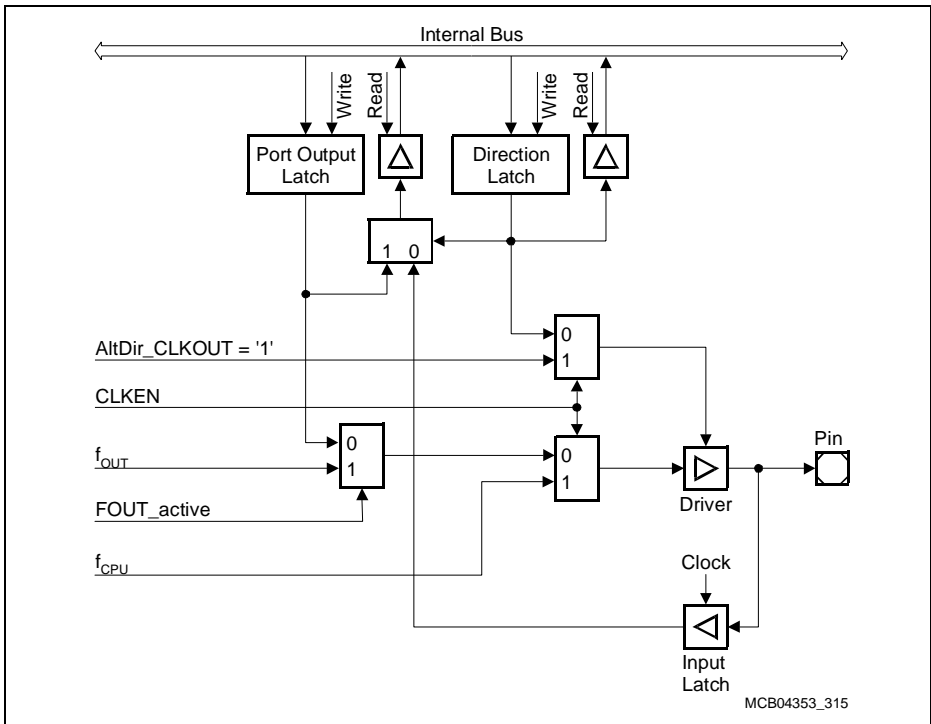 Internal Bus
Write
Read
Write
Read
Port Output
Latch
Direction
Latch
1 0
AltDir_CLKOUT = '1'
0
1
CLKEN
f_OUT
0
1
0
1
Pin
Driver
FOUT_active
f_CPU
Clock
Input
Latch
MCB04353_315